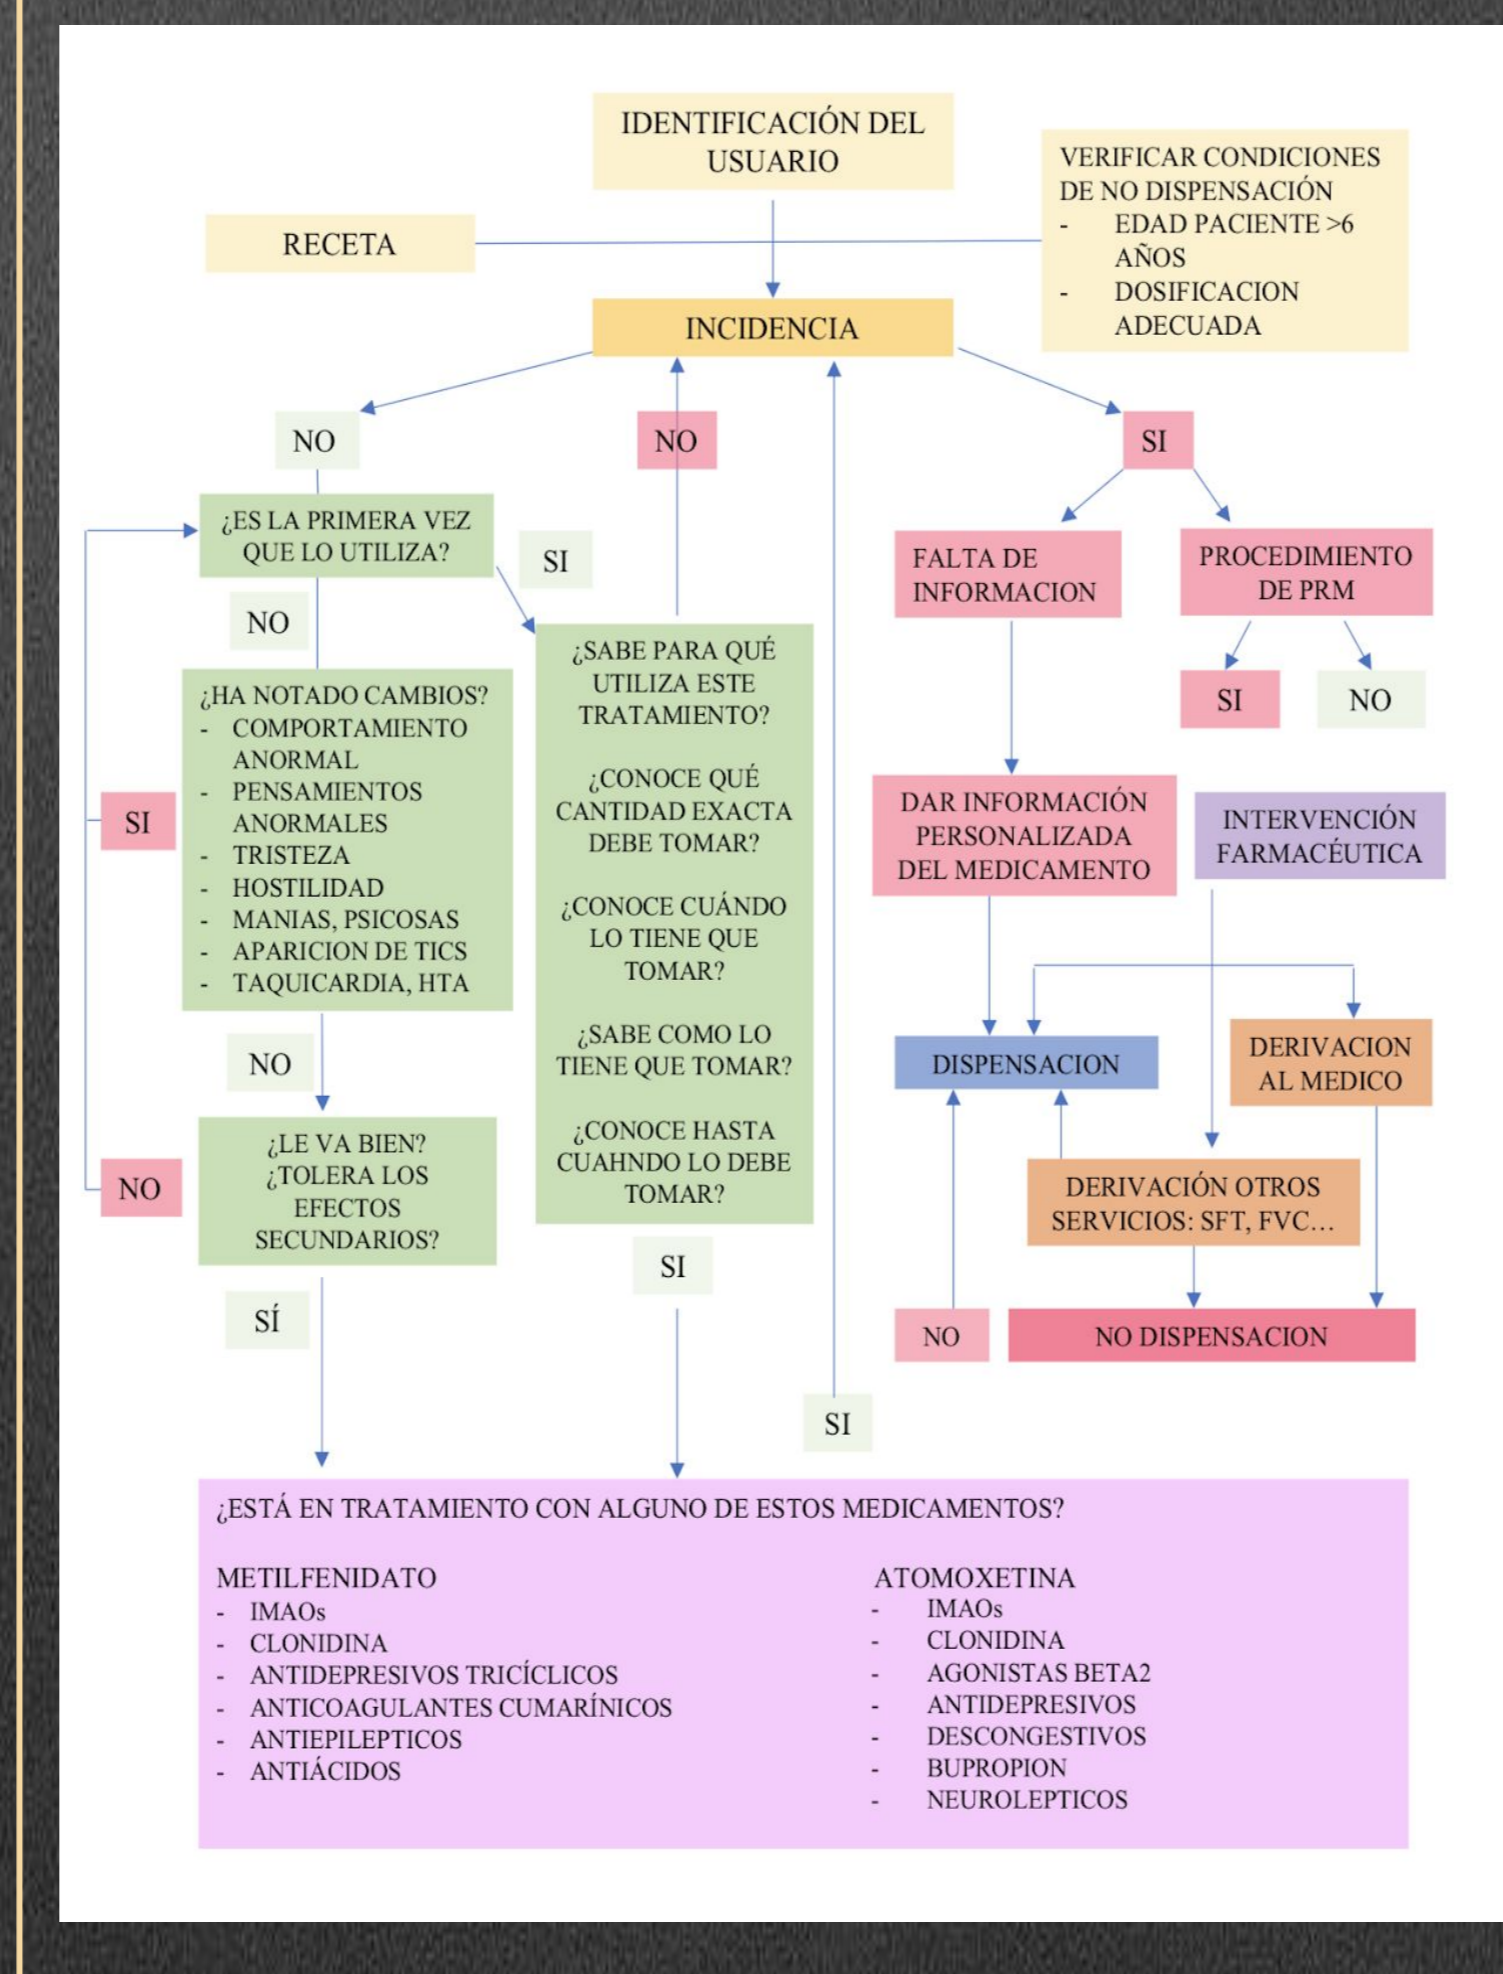 IDENTIFICACIÓN DEL
USUARIO
VERIFICAR CONDICIONES
DE NO DISPENSACIÓN
- EDAD PACIENTE >6
AÑOS
- DOSIFICACION
ADECUADA
RECETA
INCIDENCIA
NO
NO
SI
¿ES LA PRIMERA VEZ
QUE LO UTILIZA?
SI
NO
FALTA DE
INFORMACION
PROCEDIMIENTO
DE PRM
SI
NO
¿HA NOTADO CAMBIOS?
- COMPORTAMIENTO
ANORMAL
- PENSAMIENTOS
ANORMALES
- TRISTEZA
- HOSTILIDAD
- MANIAS, PSICOSAS
- APARICION DE TICS
- TAQUICARDIA, HTA
SI
¿SABE PARA QUÉ
UTILIZA ESTE
TRATAMIENTO?
¿CONOCE QUÉ
CANTIDAD EXACTA
DEBE TOMAR?
¿CONOCE CUÁNDO
LO TIENE QUE
TOMAR?
¿SABE COMO LO
TIENE QUE TOMAR?
¿CONOCE HASTA
CUAHNDO LO DEBE
TOMAR?
DAR INFORMACIÓN
PERSONALIZADA
DEL MEDICAMENTO
INTERVENCIÓN
FARMACÉUTICA
NO
DISPENSACION
DERIVACION
AL MEDICO
¿LE VA BIEN?
¿TOLERA LOS
EFECTOS
SECUNDARIOS?
NO
DERIVACIÓN OTROS
SERVICIOS: SFT, FVC…
SÍ
SI
NO
NO DISPENSACION
SI
¿ESTÁ EN TRATAMIENTO CON ALGUNO DE ESTOS MEDICAMENTOS?
METILFENIDATO
- IMAOs
- CLONIDINA
- ANTIDEPRESIVOS TRICÍCLICOS
- ANTICOAGULANTES CUMARÍNICOS
- ANTIEPILEPTICOS
- ANTIÁCIDOS
ATOMOXETINA
- IMAOs
- CLONIDINA
- AGONISTAS BETA2
- ANTIDEPRESIVOS
- DESCONGESTIVOS
- BUPROPION
- NEUROLEPTICOS